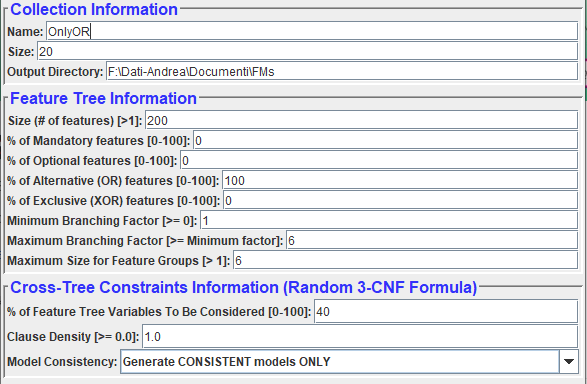 Collection Information
Name: OnlyOR
Size: 20
Output Directory: F:\Dati-Andrea\Documenti\FMs
Feature Tree Information
Size (# of features) [>1]: 200
% of Mandatory features [0-100]: 0
% of Optional features [0-100]: 0
% of Alternative (OR) features [0-100]: 100
% of Exclusive (XOR) features [0-100]: 0
Minimum Branching Factor [>= 0]: 1
Maximum Branching Factor [>= Minimum factor]: 6
Maximum Size for Feature Groups [> 1]: 6
Cross-Tree Constraints Information (Random 3-CNF Formula)
% of Feature Tree Variables To Be Considered [0-100]: 40
Clause Density [>= 0.0]: 1.0
Model Consistency: Generate CONSISTENT models ONLY